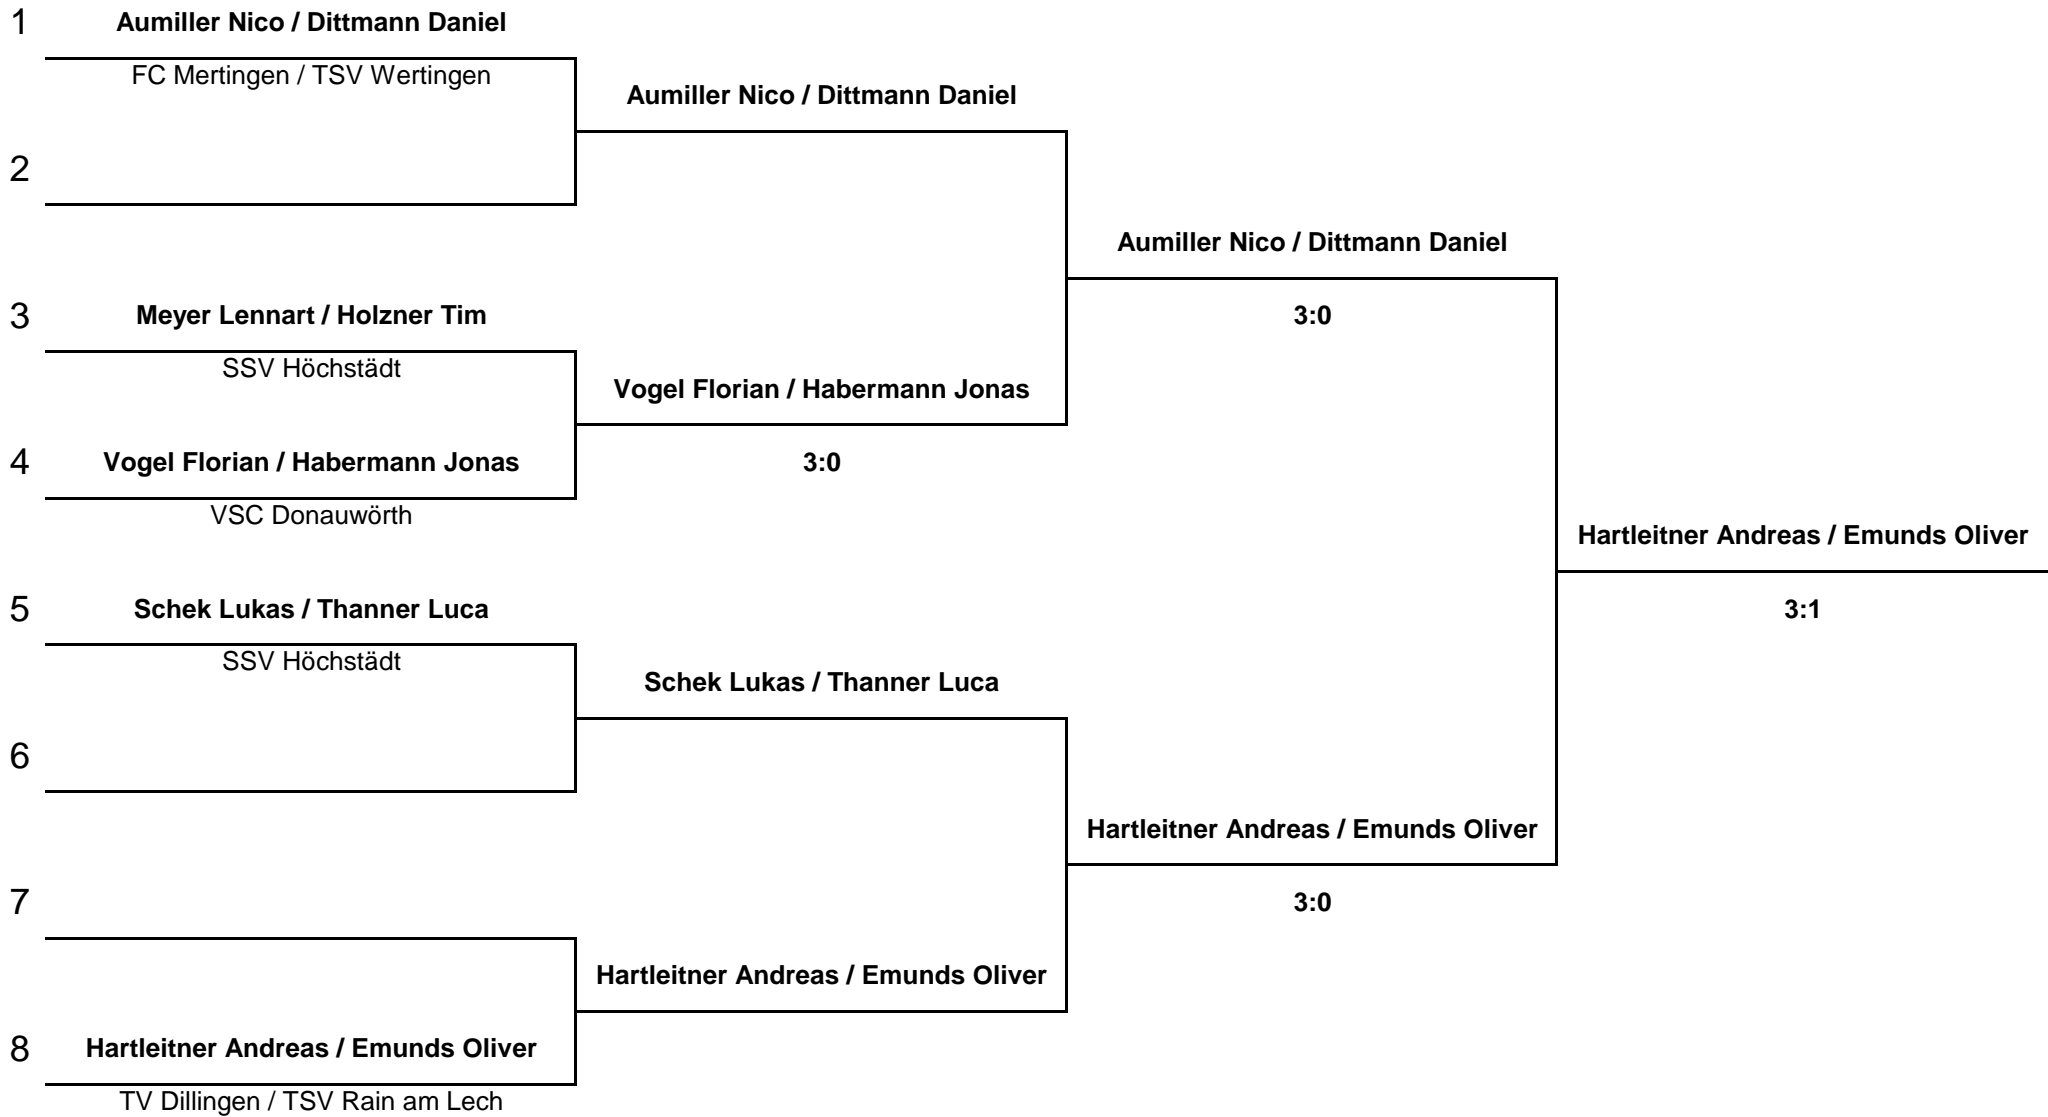 1
Aumiller Nico / Dittmann Daniel
FC Mertingen / TSV Wertingen
Aumiller Nico / Dittmann Daniel
2
Aumiller Nico / Dittmann Daniel
3:0
3
Meyer Lennart / Holzner Tim
SSV Höchstädt
Vogel Florian / Habermann Jonas
3:0
4
Vogel Florian / Habermann Jonas
VSC Donauwörth
Hartleitner Andreas / Emunds Oliver
3:1
5
Schek Lukas / Thanner Luca
SSV Höchstädt
Schek Lukas / Thanner Luca
6
Hartleitner Andreas / Emunds Oliver
3:0
7
Hartleitner Andreas / Emunds Oliver
8
Hartleitner Andreas / Emunds Oliver
TV Dillingen / TSV Rain am Lech